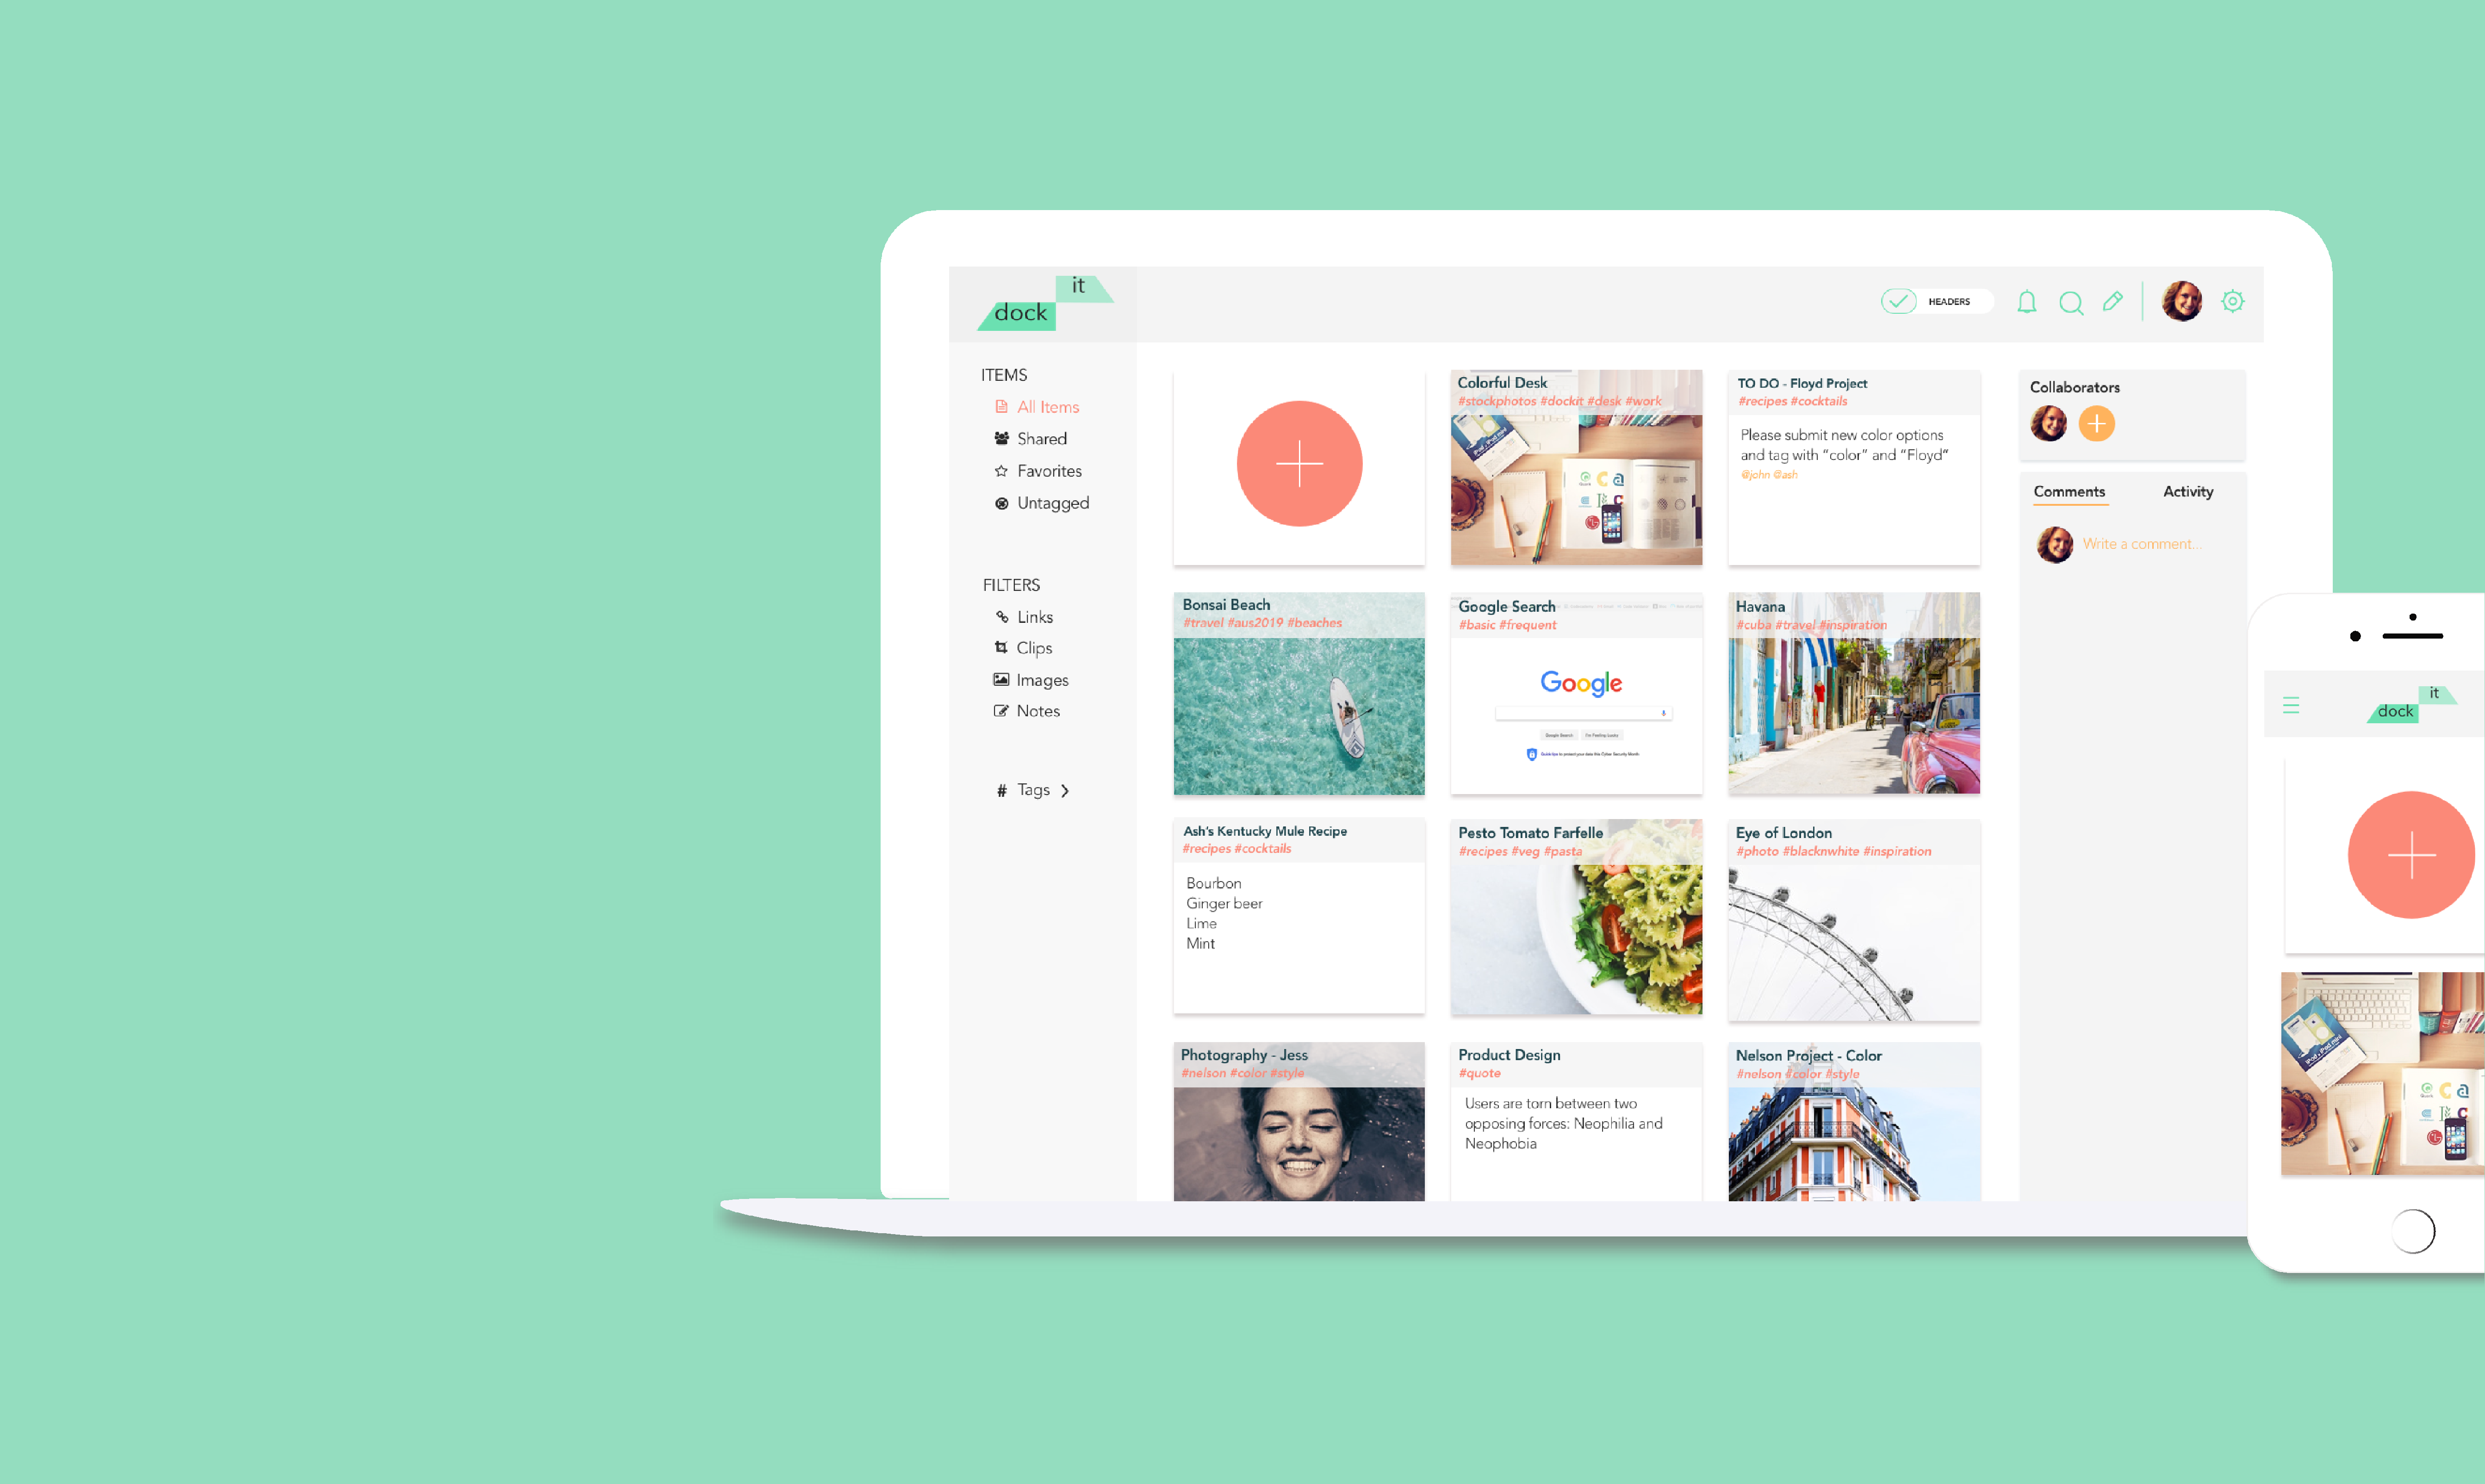 it
dock
HEADERS
ITEMS
All Items
Shared
Favorites
Untagged
FILTERS
Links
Clips
Images
Notes
# Tags >
Colorful Desk
#stockphotos #dockit #desk #work
TO DO - Floyd Project
#recipes #cocktails
Please submit new color options
and tag with “color” and “Floyd”
@john @ash
Bonsai Beach
#travel #aus2019 #beaches
Google Search
#basic #frequent
Google
Google Search I'm Feeling Lucky
Havana
#cuba #travel #inspiration
Ash's Kentucky Mule Recipe
#recipes #cocktails
Bourbon
Ginger beer
Lime
Mint
Pesto Tomato Farfelle
#recipes #veg #pasta
Eye of London
#photo #blacknwhite #inspiration
Photography - Jess
#nelson #color #style
Product Design
#quote
Users are torn between two
opposing forces: Neophilia and
Neophobia
Nelson Project - Color
#nelson #color #style
Collaborators
Comments Activity
Write a comment...
it
dock